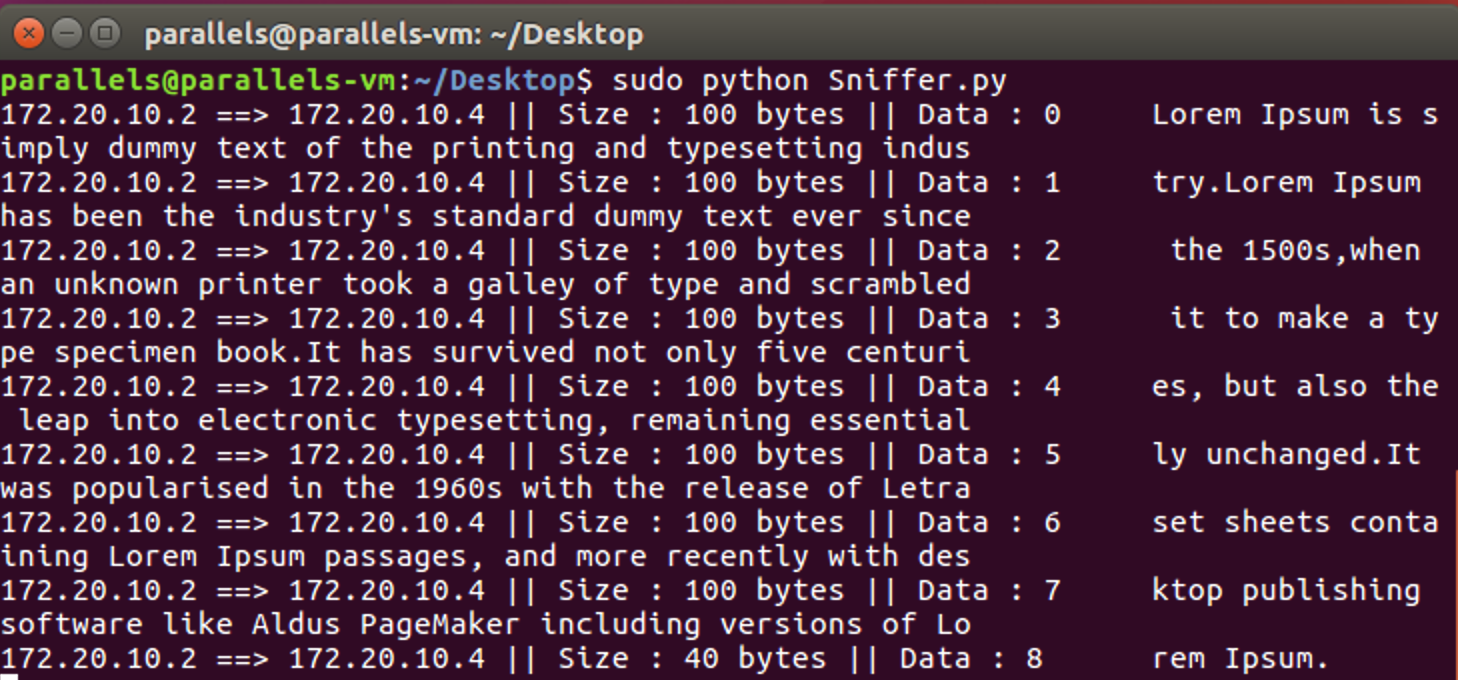 parallels@parallels-vm: ~/Desktop
parallels@parallels-vm:~/Desktop$ sudo python Sniffer.py
172.20.10.2 ==> 172.20.10.4 || Size : 100 bytes || Data : 0     Lorem Ipsum is s
imply dummy text of the printing and typesetting indus
172.20.10.2 ==> 172.20.10.4 || Size : 100 bytes || Data : 1     try.Lorem Ipsum
has been the industry's standard dummy text ever since
172.20.10.2 ==> 172.20.10.4 || Size : 100 bytes || Data : 2      the 1500s,when
an unknown printer took a galley of type and scrambled
172.20.10.2 ==> 172.20.10.4 || Size : 100 bytes || Data : 3      it to make a ty
pe specimen book.It has survived not only five centuri
172.20.10.2 ==> 172.20.10.4 || Size : 100 bytes || Data : 4     es, but also the
 leap into electronic typesetting, remaining essential
172.20.10.2 ==> 172.20.10.4 || Size : 100 bytes || Data : 5     ly unchanged.It
was popularised in the 1960s with the release of Letra
172.20.10.2 ==> 172.20.10.4 || Size : 100 bytes || Data : 6     set sheets conta
ining Lorem Ipsum passages, and more recently with des
172.20.10.2 ==> 172.20.10.4 || Size : 100 bytes || Data : 7     ktop publishing
software like Aldus PageMaker including versions of Lo
172.20.10.2 ==> 172.20.10.4 || Size : 40 bytes || Data : 8      rem Ipsum.